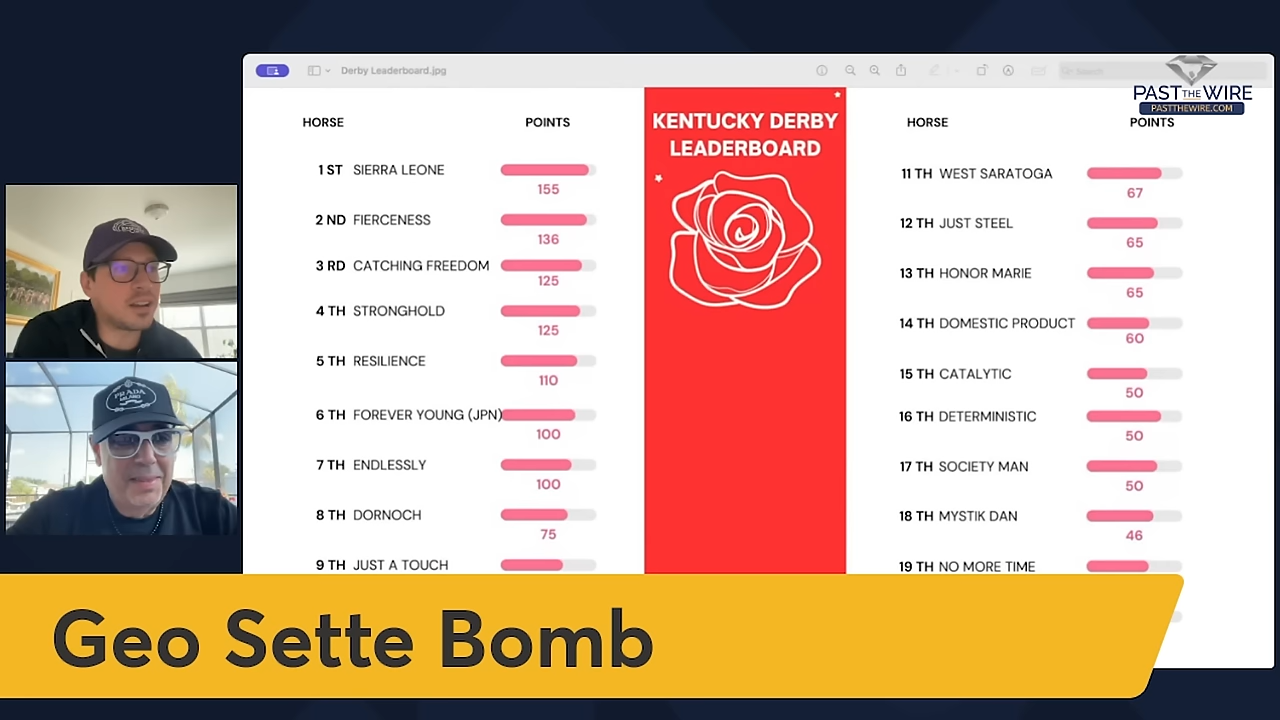 Derby Leaderboard.jpg
Search
PAST THE WIRE
PASTTHEWIRE.COM
HORSE POINTS
1 ST SIERRA LEONE
155
2 ND FIERCENESS
136
3 RD CATCHING FREEDOM
125
4 TH STRONGHOLD
125
5 TH RESILIENCE
110
6 TH FOREVER YOUNG (JPN)
100
7 TH ENDLESSLY
100
8 TH DORNOCH
75
9 TH JUST A TOUCH
KENTUCKY DERBY
LEADERBOARD
HORSE POINTS
11 TH WEST SARATOGA
67
12 TH JUST STEEL
65
13 TH HONOR MARIE
65
14 TH DOMESTIC PRODUCT
60
15 TH CATALYTIC
50
16 TH DETERMINISTIC
50
17 TH SOCIETY MAN
50
18 TH MYSTIK DAN
46
19 TH NO MORE TIME
PRADA
MILANO
Geo Sette Bomb